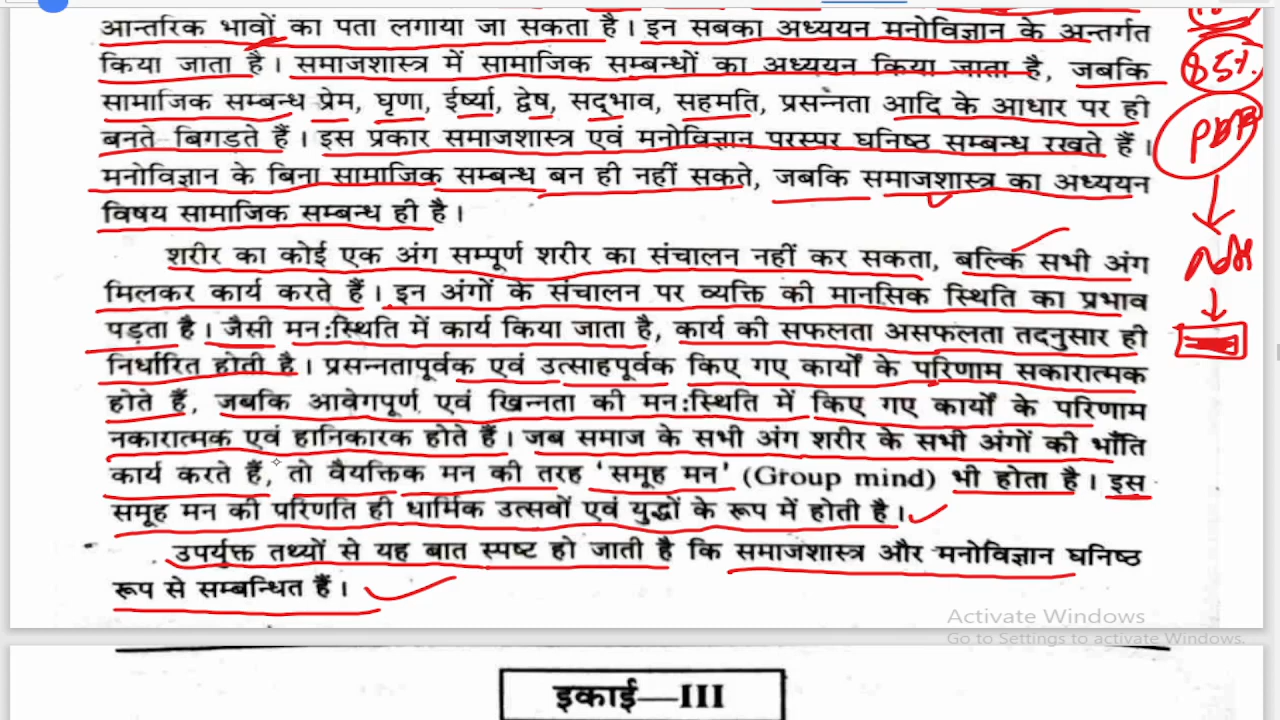 आन्तरिक भावों का पता लगाया जा सकता है। इन सबका अध्ययन मनोविज्ञान के अन्तर्गत
किया जाता है। समाजशास्त्र में सामाजिक सम्बन्धों का अध्ययन किया जाता है, जबकि
85%
सामाजिक सम्बन्ध प्रेम, घृणा, ईर्ष्या, द्वेष, सद्‌भाव, सहमति, प्रसन्नता आदि के आधार पर ही
PDF
बनते बिगड़ते हैं। इस प्रकार समाजशास्त्र एवं मनोविज्ञान परस्पर घनिष्ठ सम्बन्ध रखते हैं।
मनोविज्ञान के बिना सामाजिक सम्बन्ध बन ही नहीं सकते, जबकि समाजशास्त्र का अध्ययन
विषय सामाजिक सम्बन्ध ही है।
शरीर का कोई एक अंग सम्पूर्ण शरीर का संचालन नहीं कर सकता, बल्कि सभी अंग
मिलकर कार्य करते हैं। इन अंगों के संचालन पर व्यक्ति की मानसिक स्थिति का प्रभाव
पड़ता है। जैसी मन:स्थिति में कार्य किया जाता है, कार्य की सफलता असफलता तदनुसार ही
निर्धारित होती है। प्रसन्नतापूर्वक एवं उत्साहपूर्वक किए गए कार्यों के परिणाम सकारात्मक
होते हैं, जबकि आवेगपूर्ण एवं खिन्नता की मन:स्थिति में किए गए कार्यों के परिणाम
नकारात्मक एवं हानिकारक होते हैं। जब समाज के सभी अंग शरीर के सभी अंगों की भाँति
कार्य करते हैं, तो वैयक्तिक मन की तरह 'समूह मन' (Group mind) भी होता है। इस
समूह मन की परिणति ही धार्मिक उत्सवों एवं युद्धों के रूप में होती है।
उपर्युक्त तथ्यों से यह बात स्पष्ट हो जाती है कि समाजशास्त्र और मनोविज्ञान घनिष्ठ
रूप से सम्बन्धित हैं।
Activate Windows
Go to Settings to activate Windows.
इकाई—III